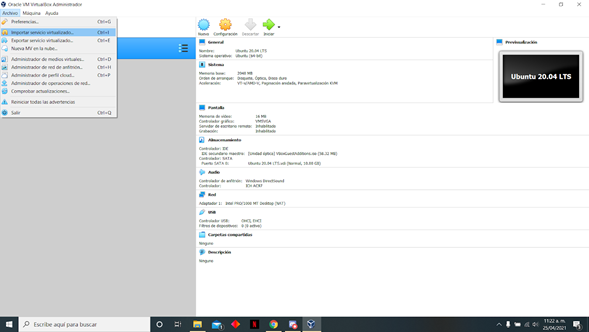 Oracle VM VirtualBox Administrador
Archivo Máquina Ayuda
Preferencias... Ctrl+G
Importar servicio virtualizado... Ctrl+I
Exportar servicio virtualizado... Ctrl+E
Nueva MV en la nube...
Administrador de medios virtuales... Ctrl+D
Administrador de red de anfitrión... Ctrl+H
Administrador de perfil cloud... Ctrl+P
Administrador de operaciones de red...
Comprobar actualizaciones...
Reiniciar todas las advertencias
Salir Ctrl+Q
Nueva Configuración Descartar Iniciar
General
Nombre: Ubuntu 20.04 LTS
Sistema operativo: Ubuntu (64-bit)
Sistema
Memoria base: 2048 MB
Orden de arranque: Disquete, Óptica, Disco duro
Aceleración: VT-x/AMD-V, Paginación anidada, Paravirtualización KVM
Pantalla
Memoria de vídeo: 16 MB
Controlador gráfico: VMSVGA
Servidor de escritorio remoto: Inhabilitado
Grabación: Inhabilitado
Almacenamiento
Controlador: IDE
IDE secundario maestro: [Unidad óptica] VBoxGuestAdditions.iso (58,22 MB)
Controlador: SATA
Puerto SATA 0: Ubuntu 20.04 LTS.vdi (Normal, 10,00 GB)
Audio
Controlador de anfitrión: Windows DirectSound
Controlador: ICH AC97
Red
Adaptador 1: Intel PRO/1000 MT Desktop (NAT)
USB
Controlador USB: OHCI, EHCI
Filtros de dispositivos: 0 (0 activo)
Carpetas compartidas
Ninguno
Descripción
Ninguno
Previsualización
Ubuntu 20.04 LTS
Escribe aquí para buscar
11:22 a. m.
25/04/2021